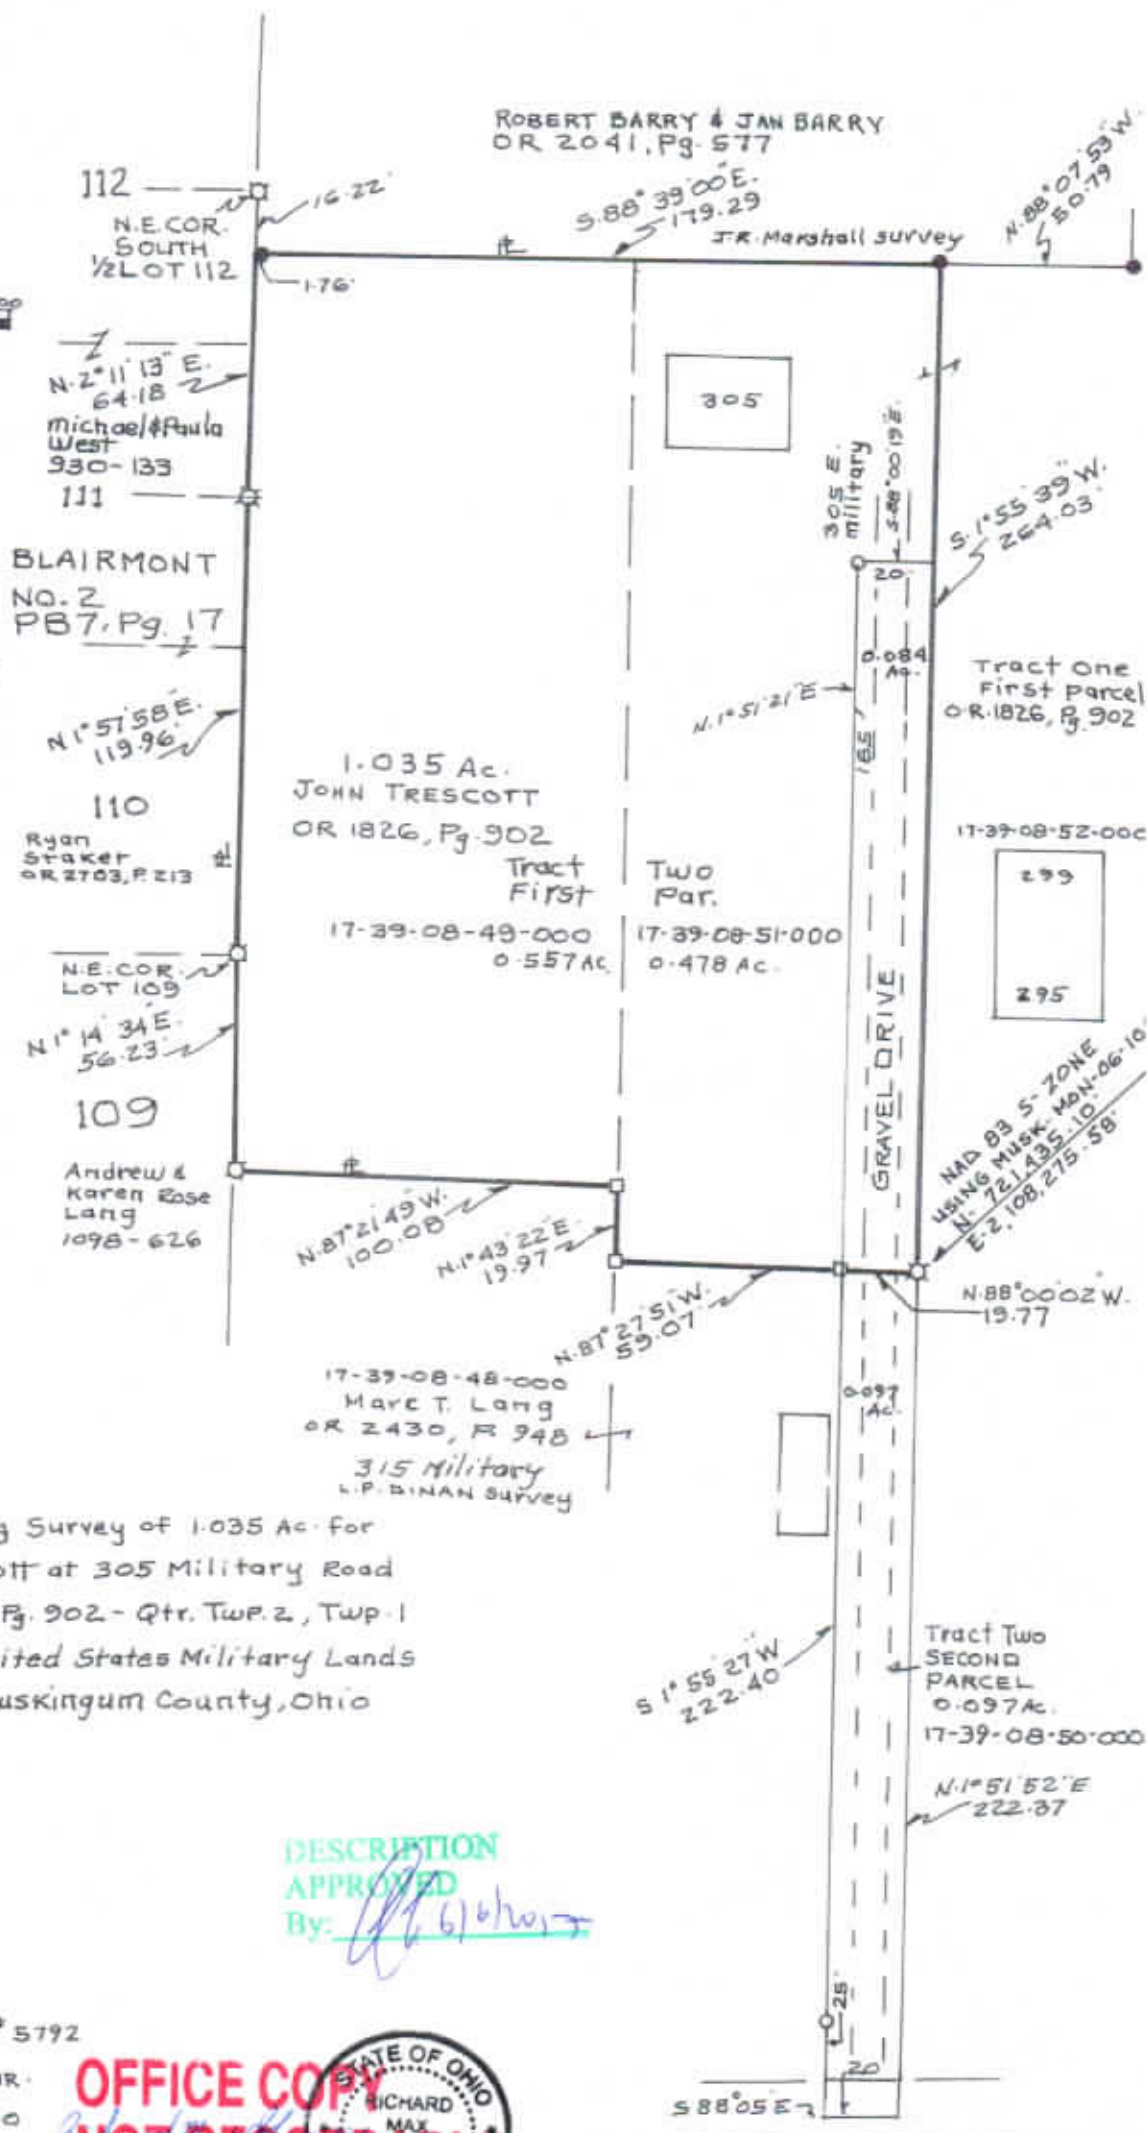 ROBERT BARRY & JAN BARRY
OR 2041, Pg. 577
112
16.22'
N.E. COR.
SOUTH
1/2 LOT 112
1.76'
S. 88° 39' 00" E.
179.29
J.R. Marshall survey
N. 88° 07' 53" W.
50.79
N. 2° 11' 13" E.
64.18
michael & Paula
West
930-133
111
305
305 E.
military
S. 88° 00' 19" E.
20'
S. 1° 55' 39" W.
264.03'
BLAIRMONT
NO. 2
PB7, Pg. 17
0.084
Ac.
Tract One
First parcel
O.R. 1826, Pg. 902
N. 1° 51' 21" E
185'
N 1° 57' 58" E.
119.96'
1.035 Ac.
JOHN TRESCOTT
OR 1826, Pg. 902
110
Ryan
Staker
OR 2703, P. 213
Tract Two
First Par.
17-39-08-49-000
0.557 AC.
17-39-08-51-000
0.478 Ac.
17-39-08-52-000
299
295
N.E. COR.
LOT 109
N 1° 14' 34" E.
56.23'
GRAVEL DRIVE
109
Andrew &
Karen Rose
Lang
1098-626
NAD 83 S-ZONE
USING MUSK. MON-06-10
N- 721,435.10'
E-2,108,275.58'
N. 87° 21' 49" W.
100.08
N. 1° 43' 22" E.
19.97
N. 87° 27' 51" W.
59.07'
N. 88° 00' 02" W.
19.77
17-39-08-48-000
Marc T. Lang
OR 2430, P. 948
315 Military
L.P. DINAN survey
0.097
Ac.
g Survey of 1.035 Ac. for
ott at 305 Military Road
Pg. 902 - Qtr. Twp. 2, Twp. 1
ited States Military Lands
uskingum County, Ohio
S 1° 55' 27" W
222.40
Tract Two
SECOND
PARCEL
0.097 Ac.
17-39-08-50-000
N. 1° 51' 52" E
222.37
DESCRIPTION
APPROVED
By: 6/6/2017
25'
20'
S 88° 05' E
5792
OFFICE COPY
STATE OF OHIO
RICHARD
MAX